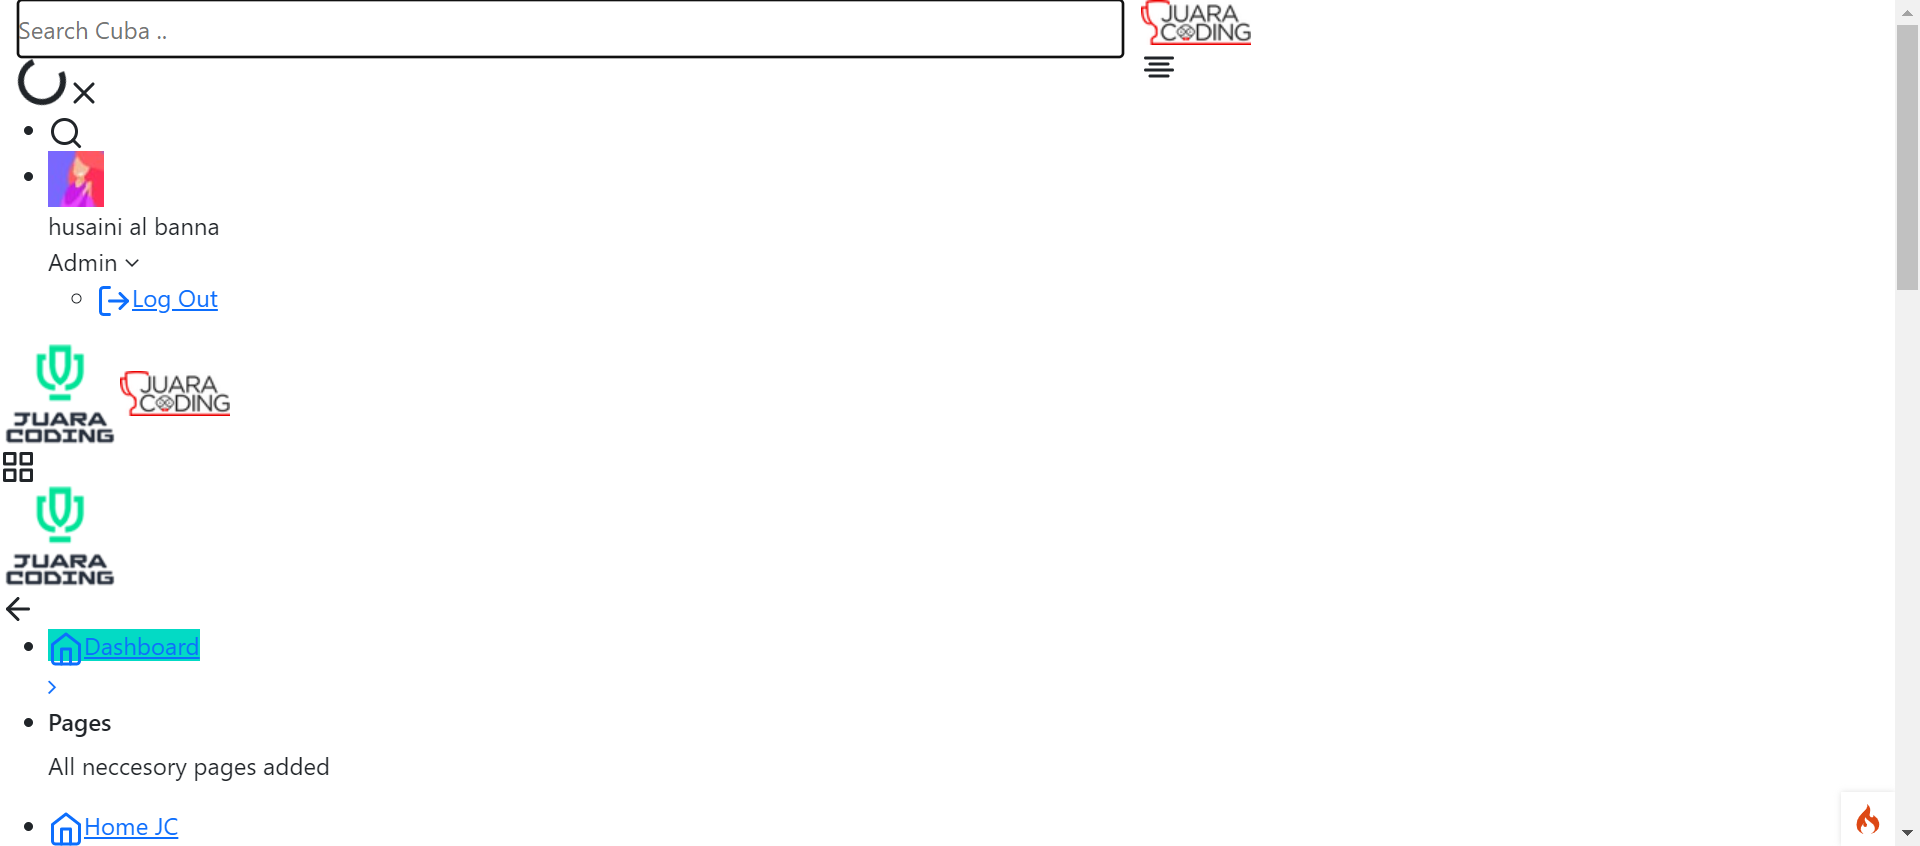 Search Cuba ..
JUARA
CODING
husaini al banna
Admin
Log Out
JUARA
CODING
JUARA
CODING
JUARA
CODING
Dashboard
Pages
All neccesory pages added
Home JC